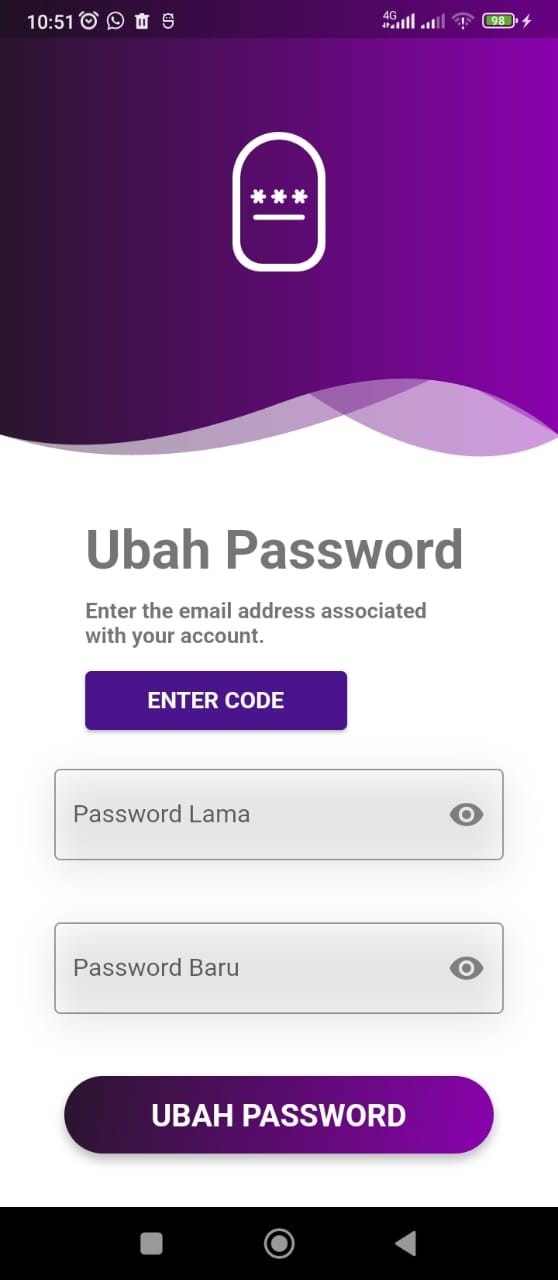 10:51
4G
98
***
Ubah Password
Enter the email address associated
with your account.
ENTER CODE
Password Lama
Password Baru
UBAH PASSWORD